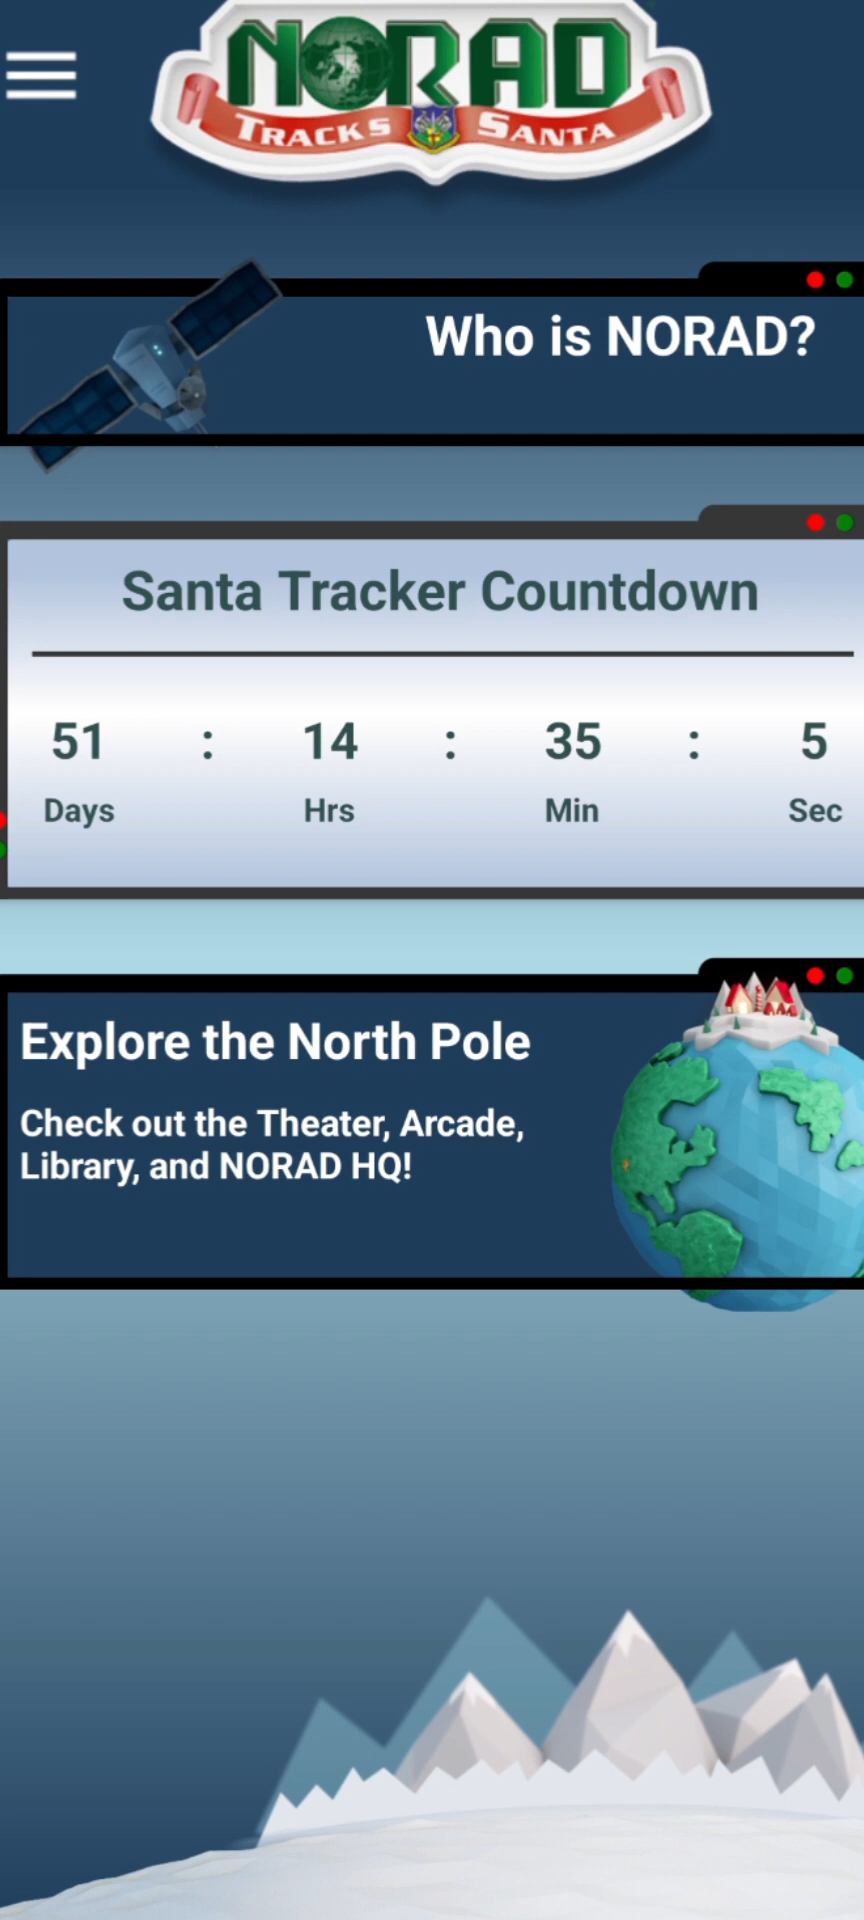 NORAD
TRACKS SANTA
Who is NORAD?
Santa Tracker Countdown
51 : 14 : 35 : 5
Days Hrs Min Sec
Explore the North Pole
Check out the Theater, Arcade,
Library, and NORAD HQ!